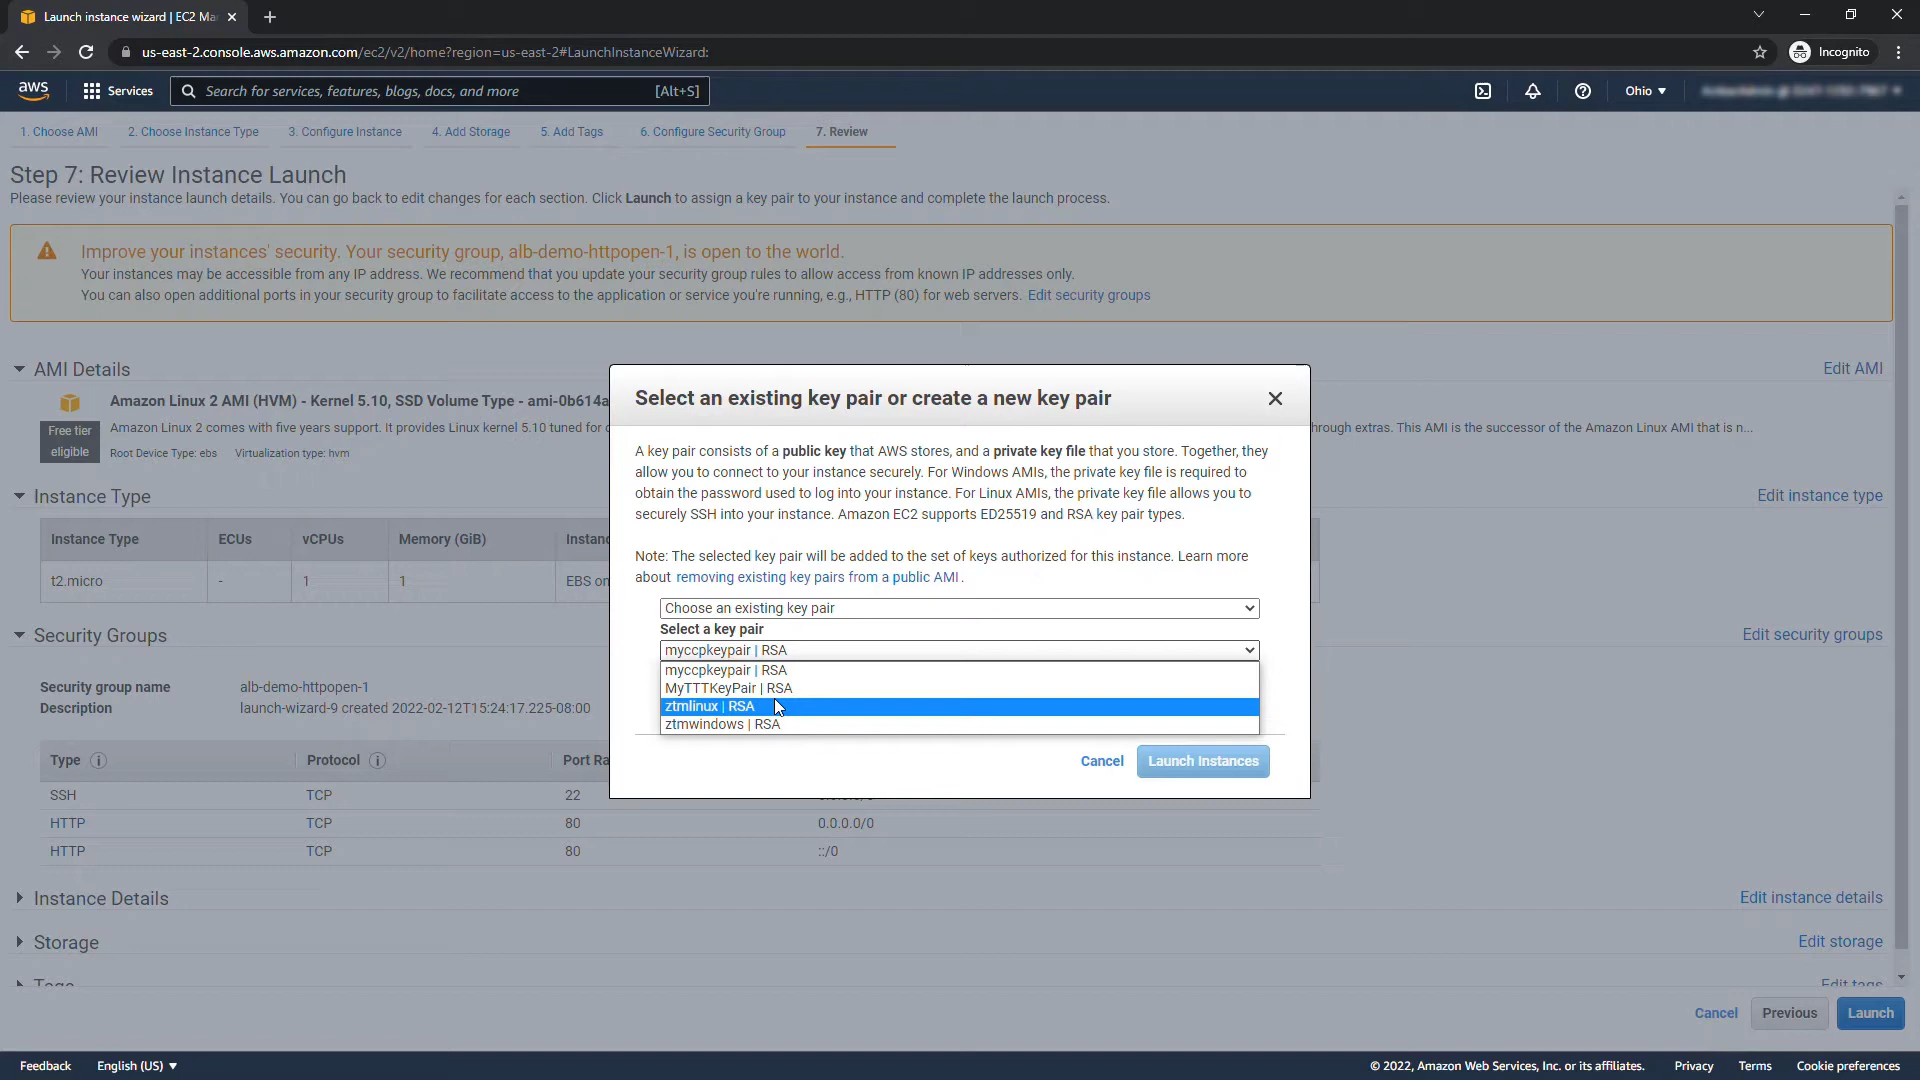 Launch instance wizard | EC2 Ma
us-east-2.console.aws.amazon.com/ec2/v2/home?region=us-east-2#LaunchInstanceWizard:
Incognito
aws
Services
Search for services, features, blogs, docs, and more
[Alt+S]
Ohio
1. Choose AMI
2. Choose Instance Type
3. Configure Instance
4. Add Storage
5. Add Tags
6. Configure Security Group
7. Review
Step 7: Review Instance Launch
Please review your instance launch details. You can go back to edit changes for each section. Click Launch to assign a key pair to your instance and complete the launch process.
Improve your instances' security. Your security group, alb-demo-httpopen-1, is open to the world.
Your instances may be accessible from any IP address. We recommend that you update your security group rules to allow access from known IP addresses only.
You can also open additional ports in your security group to facilitate access to the application or service you're running, e.g., HTTP (80) for web servers. Edit security groups
AMI Details
Edit AMI
Amazon Linux 2 AMI (HVM) - Kernel 5.10, SSD Volume Type - ami-0b614a
Free tier
eligible
Amazon Linux 2 comes with five years support. It provides Linux kernel 5.10 tuned for
hrough extras. This AMI is the successor of the Amazon Linux AMI that is n...
Root Device Type: ebs Virtualization type: hvm
Instance Type
Edit instance type
Instance Type ECUs vCPUs Memory (GiB) Instan
t2.micro - 1 1 EBS on
Security Groups
Edit security groups
Security group name alb-demo-httpopen-1
Description launch-wizard-9 created 2022-02-12T15:24:17.225-08:00
Type Protocol Port Ra
SSH TCP 22
HTTP TCP 80 0.0.0.0/0
HTTP TCP 80 ::/0
Instance Details
Edit instance details
Storage
Edit storage
Tags
Edit tags
Select an existing key pair or create a new key pair
A key pair consists of a public key that AWS stores, and a private key file that you store. Together, they
allow you to connect to your instance securely. For Windows AMIs, the private key file is required to
obtain the password used to log into your instance. For Linux AMIs, the private key file allows you to
securely SSH into your instance. Amazon EC2 supports ED25519 and RSA key pair types.
Note: The selected key pair will be added to the set of keys authorized for this instance. Learn more
about removing existing key pairs from a public AMI .
Choose an existing key pair
Select a key pair
myccpkeypair | RSA
myccpkeypair | RSA
MyTTTKeyPair | RSA
ztmlinux | RSA
ztmwindows | RSA
Cancel
Launch Instances
Cancel
Previous
Launch
Feedback
English (US)
© 2022, Amazon Web Services, Inc. or its affiliates.
Privacy
Terms
Cookie preferences